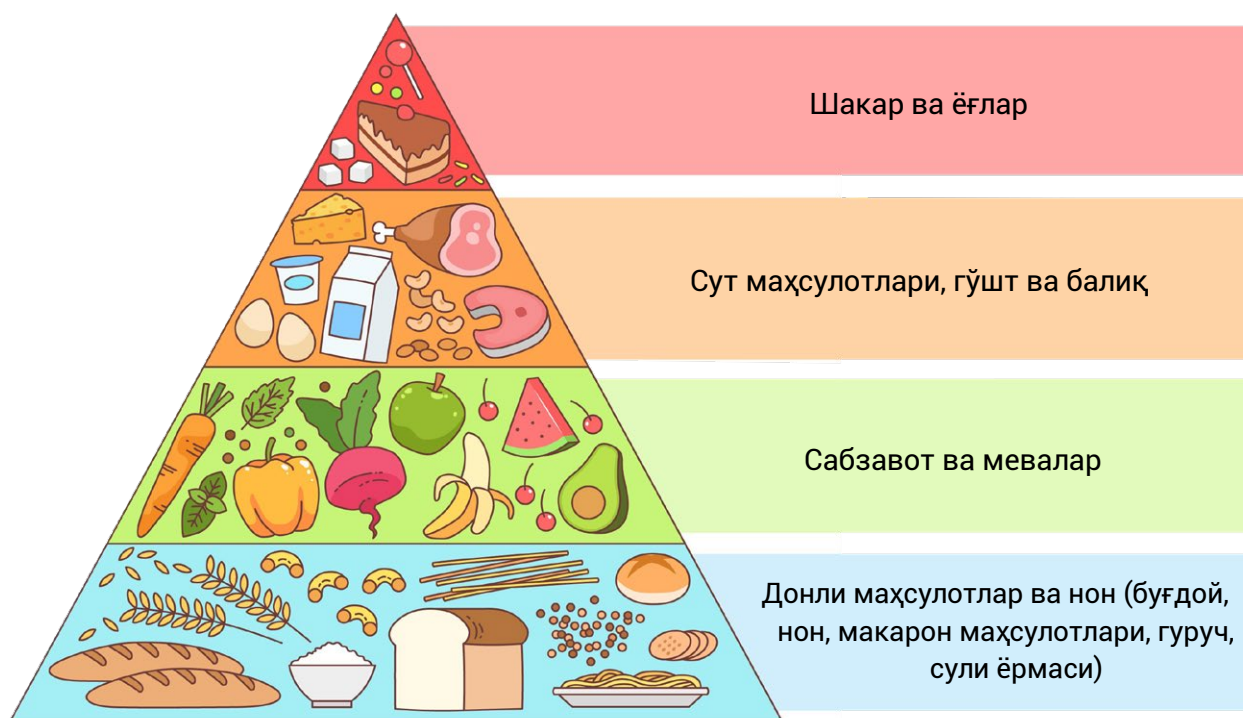 Шакар ва ёғлар
Сут маҳсулотлари, гўшт ва балиқ
Сабзавот ва мевалар
Донли маҳсулотлар ва нон (буғдой,
нон, макарон маҳсулотлари, гуруч,
сули ёрмаси)